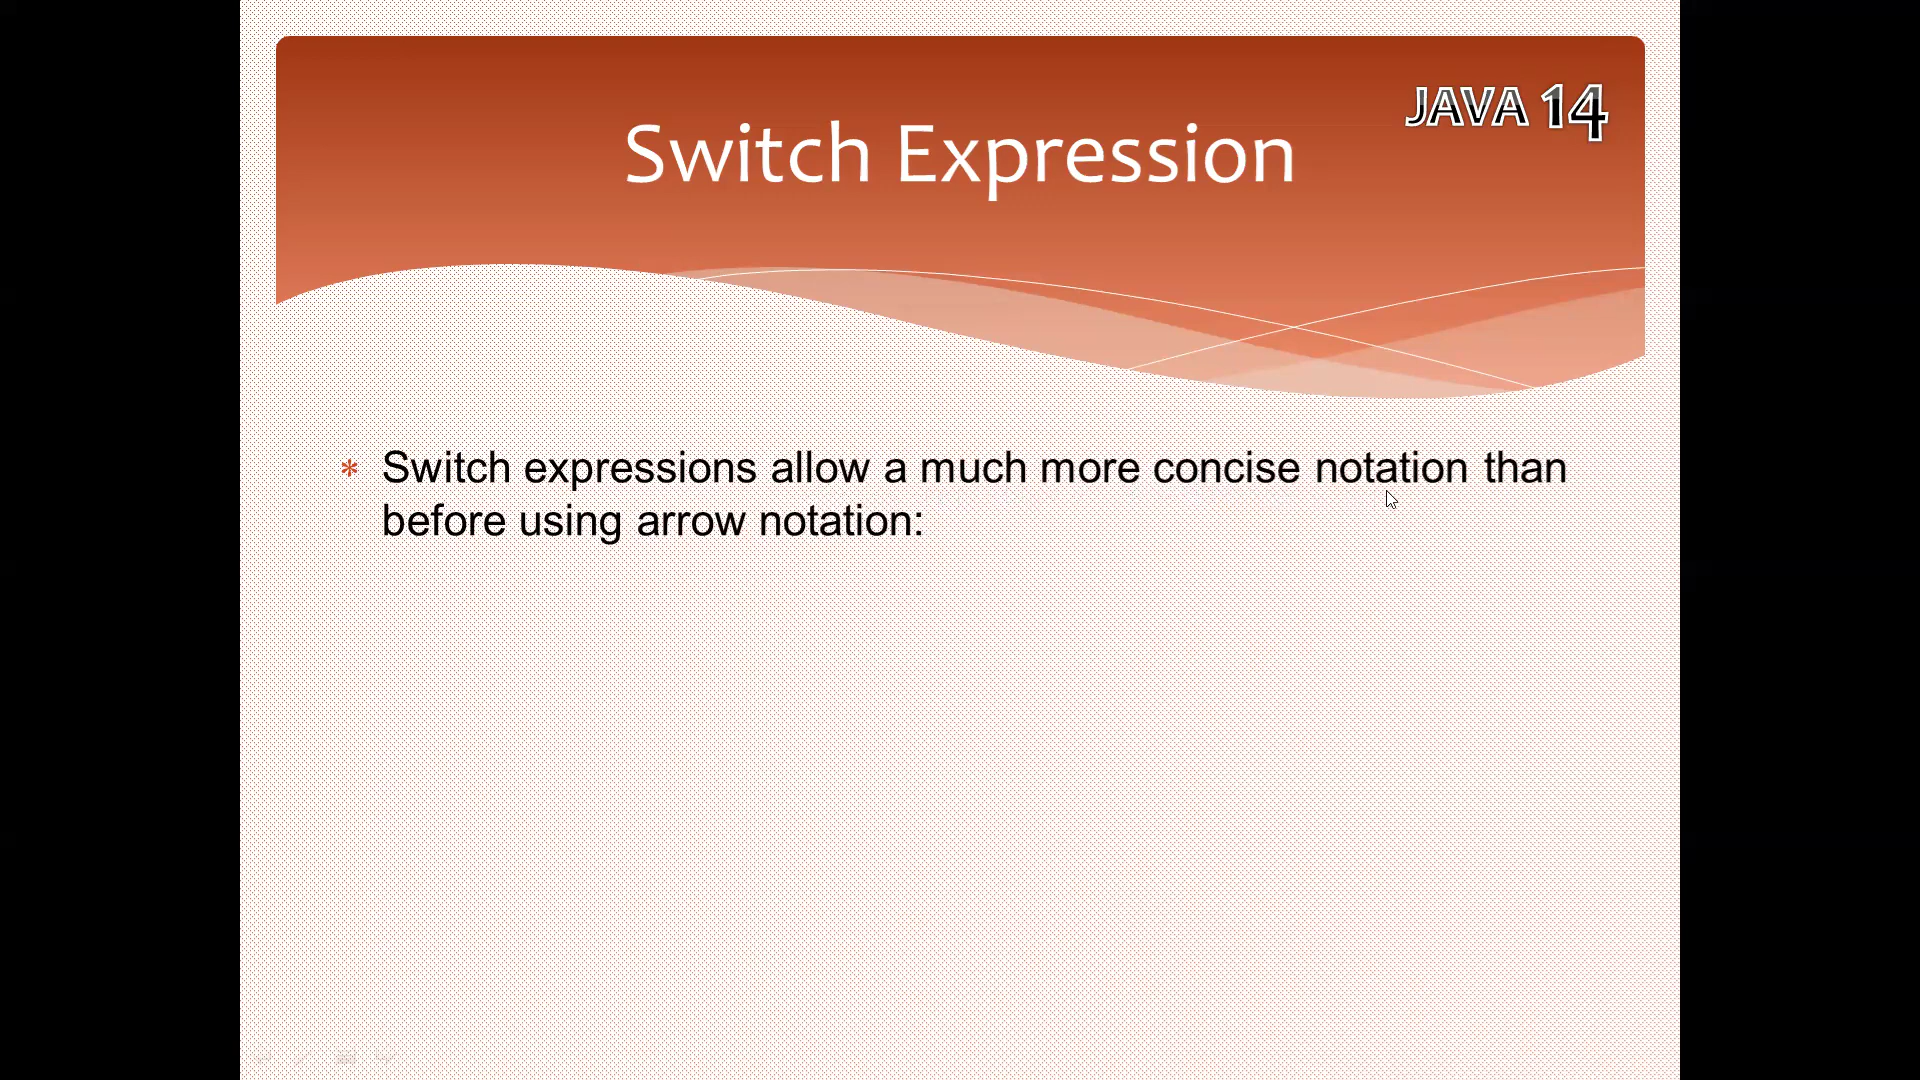 JAVA 14
Switch Expression
* Switch expressions allow a much more concise notation than
before using arrow notation: